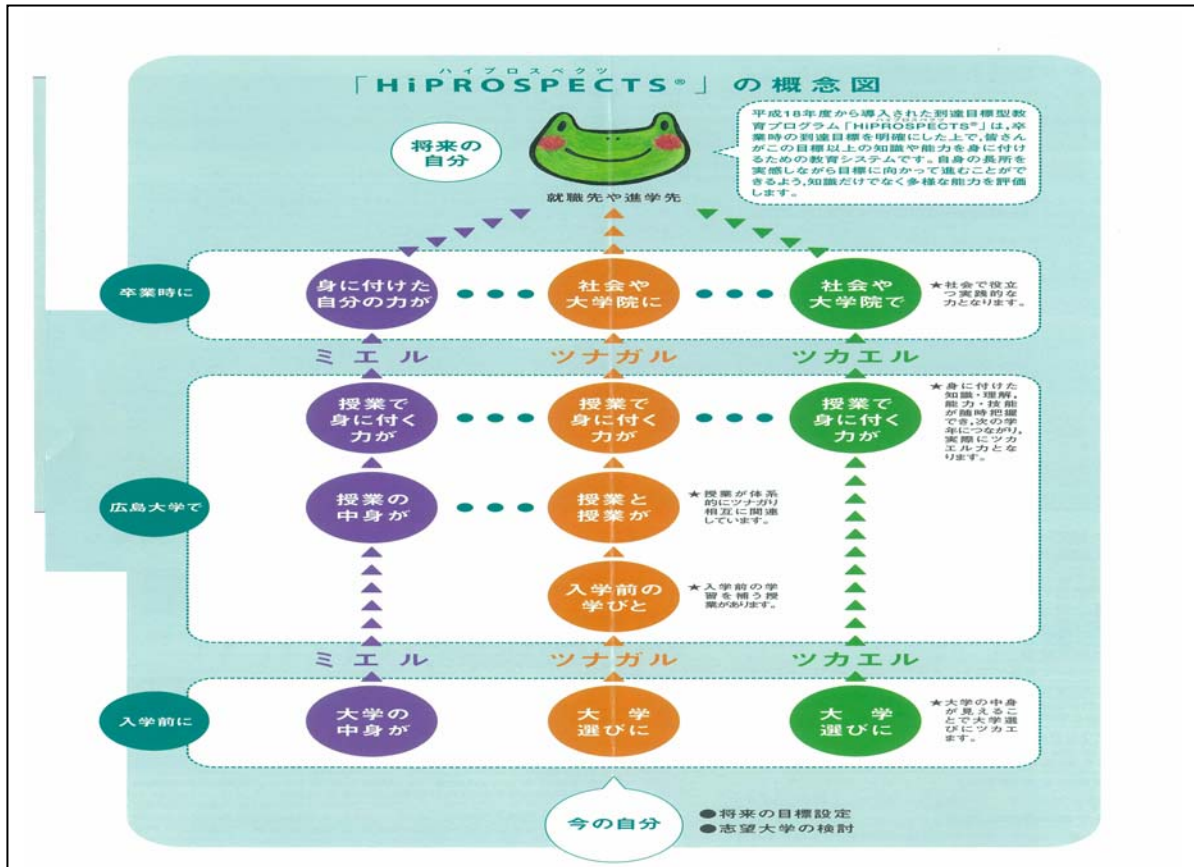 ハイプロスペクツ
「HiPROSPECTS®」の概念図
将来の
自分
就職先や進学先
平成18年度から導入された到達目標型教
ハイプロスペクツ
育プログラム「HiPROSPECTS®」は,卒
業時の到達目標を明確にした上で,皆さん
がこの目標以上の知識や能力を身に付け
るための教育システムです。自身の長所を
実感しながら目標に向かって進むことがで
きるよう,知識だけでなく多様な能力を評価
します。
卒業時に
身に付けた
自分の力が
社会や
大学院に
社会や
大学院で
★社会で役立
つ実践的な
力となります。
ミエル
ツナガル
ツカエル
広島大学で
授業で
身に付く
力が
授業で
身に付く
力が
授業で
身に付く
力が
★身に付けた
知識・理解,
能力・技能
が随時把握
でき,次の学
年につながり,
実際にツカ
エル力とな
ります。
授業の
中身が
授業と
授業が
★授業が体系
的にツナガリ
相互に関連
しています。
入学前の
学びと
★入学前の学
習を補う授
業があります。
ミエル
ツナガル
ツカエル
入学前に
大学の
中身が
大学
選びに
大学
選びに
★大学の中身
が見えるこ
とで大学選
びにツカエ
ます。
今の自分
●将来の目標設定
●志望大学の検討